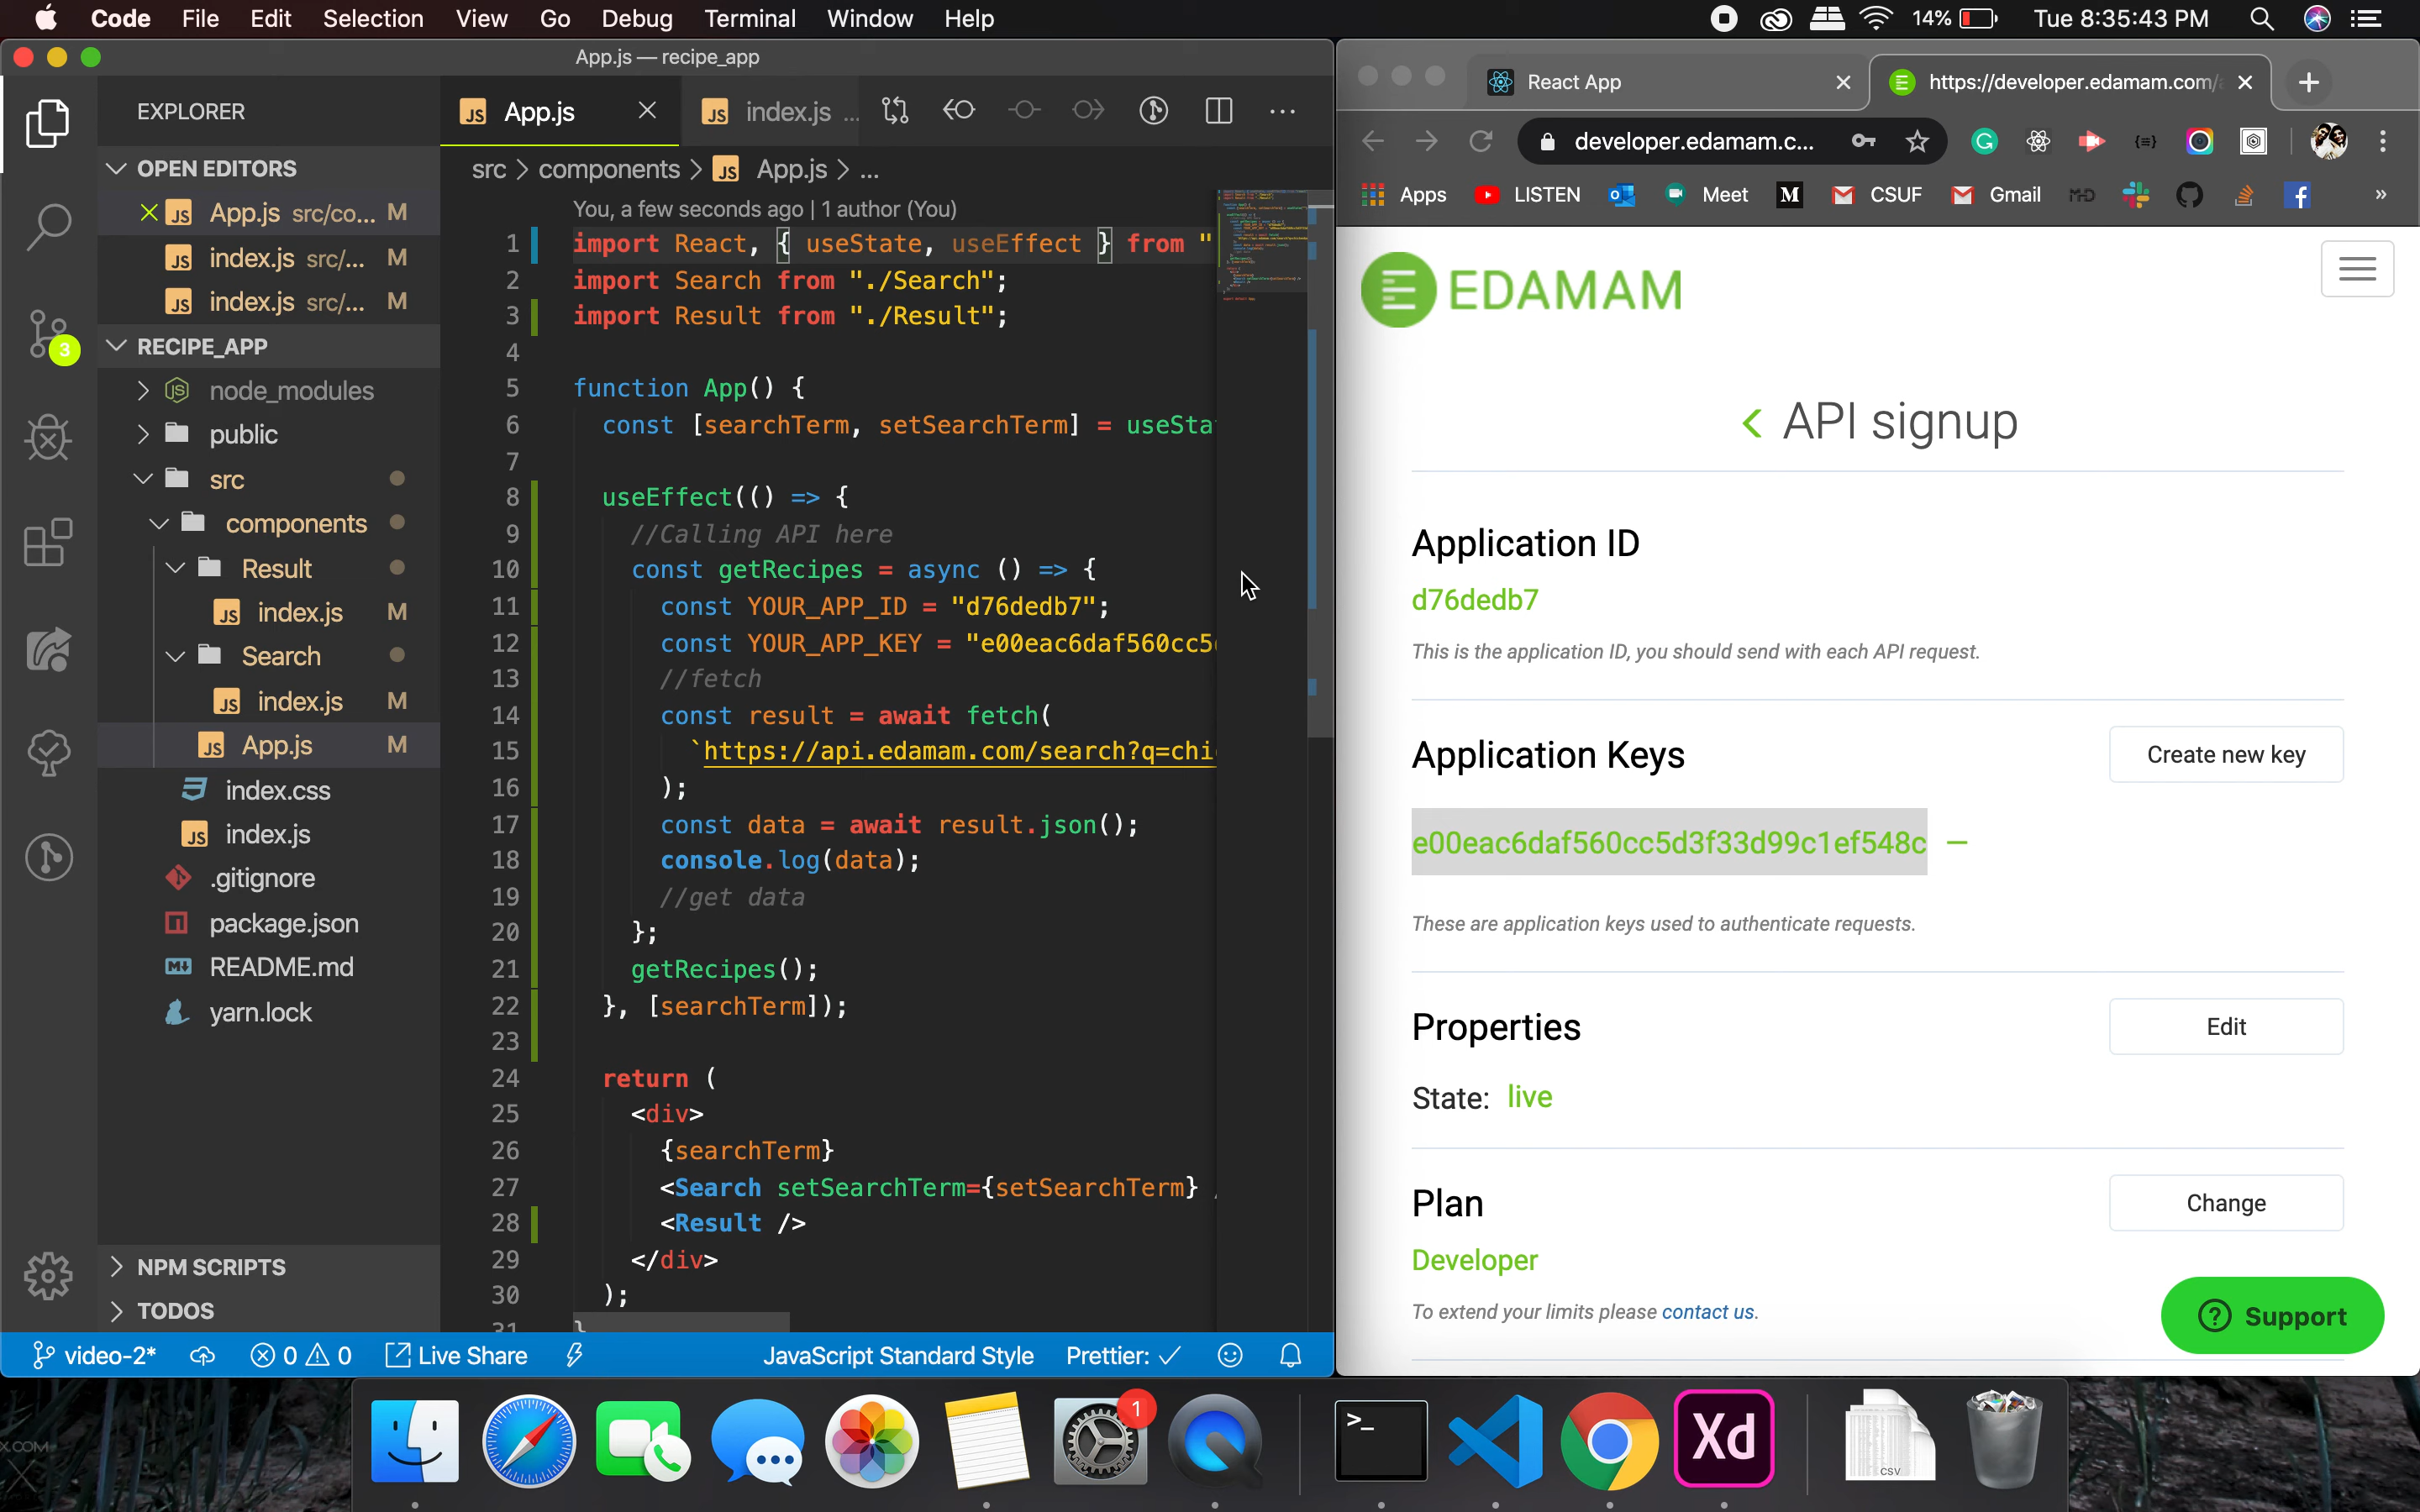 Code File Edit Selection View Go Debug Terminal Window Help
14% Tue 8:35:43 PM
App.js — recipe_app
EXPLORER
OPEN EDITORS
App.js src/co... M
index.js src/... M
index.js src/... M
3
RECIPE_APP
node_modules
public
src
components
Result
index.js M
Search
index.js M
App.js M
index.css
index.js
.gitignore
package.json
README.md
yarn.lock
NPM SCRIPTS
TODOS
App.js
index.js ...
src > components > App.js > ...
You, a few seconds ago | 1 author (You)
1 import React, { useState, useEffect } from "
2 import Search from "./Search";
3 import Result from "./Result";
4
5 function App() {
6 const [searchTerm, setSearchTerm] = useSta
7
8 useEffect(() => {
9 //Calling API here
10 const getRecipes = async () => {
11 const YOUR_APP_ID = "d76dedb7";
12 const YOUR_APP_KEY = "e00eac6daf560cc5
13 //fetch
14 const result = await fetch(
15 `https://api.edamam.com/search?q=chi
16 );
17 const data = await result.json();
18 console.log(data);
19 //get data
20 };
21 getRecipes();
22 }, [searchTerm]);
23
24 return (
25 <div>
26 {searchTerm}
27 <Search setSearchTerm={setSearchTerm} /
28 <Result />
29 </div>
30 );
31 }
video-2* 0 0 Live Share JavaScript Standard Style Prettier: ✓
React App
https://developer.edamam.com/
developer.edamam.c...
Apps LISTEN Meet M CSUF Gmail »
EDAMAM
< API signup
Application ID
d76dedb7
This is the application ID, you should send with each API request.
Application Keys
Create new key
e00eac6daf560cc5d3f33d99c1ef548c –
These are application keys used to authenticate requests.
Properties
Edit
State: live
Plan
Change
Developer
To extend your limits please contact us.
Support
1
Xd
CSV
X.COM